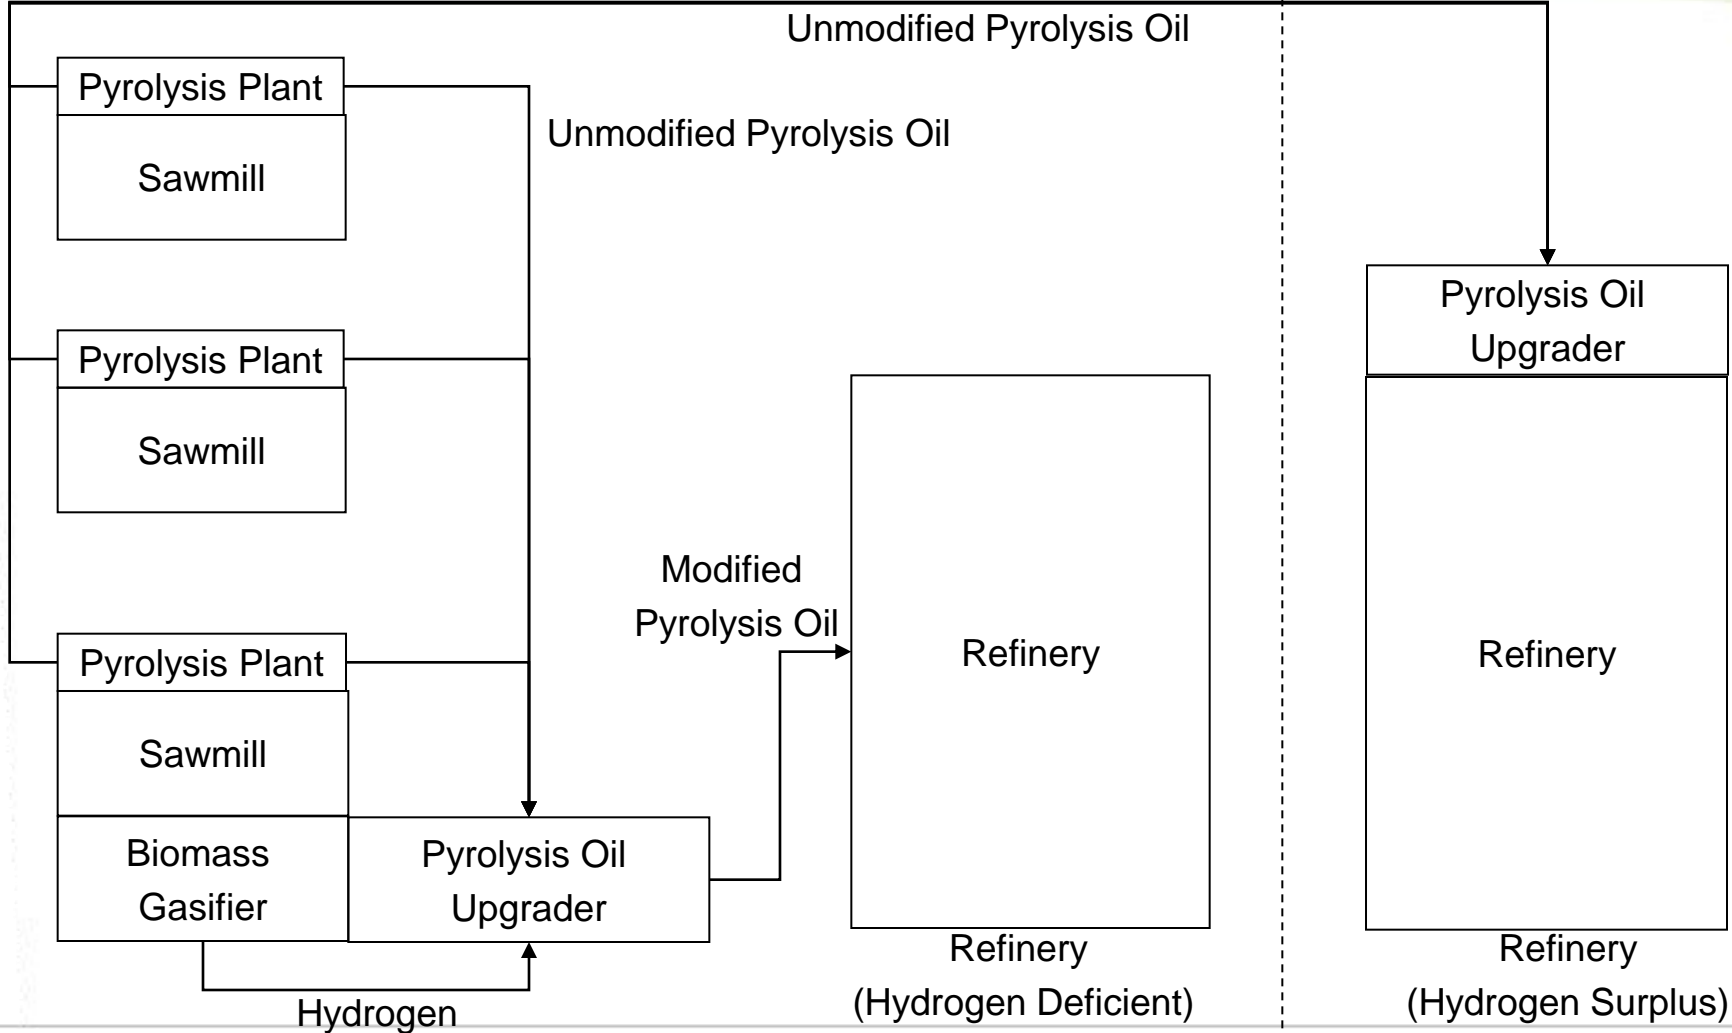 Unmodified Pyrolysis Oil
Pyrolysis Plant
Unmodified Pyrolysis Oil
Sawmill
Pyrolysis Oil
Upgrader
Pyrolysis Plant
Sawmill
Modified
Pyrolysis Oil
Refinery
Refinery
Pyrolysis Plant
Sawmill
Biomass
Gasifier
Pyrolysis Oil
Upgrader
Hydrogen
Refinery
(Hydrogen Deficient)
Refinery
(Hydrogen Surplus)